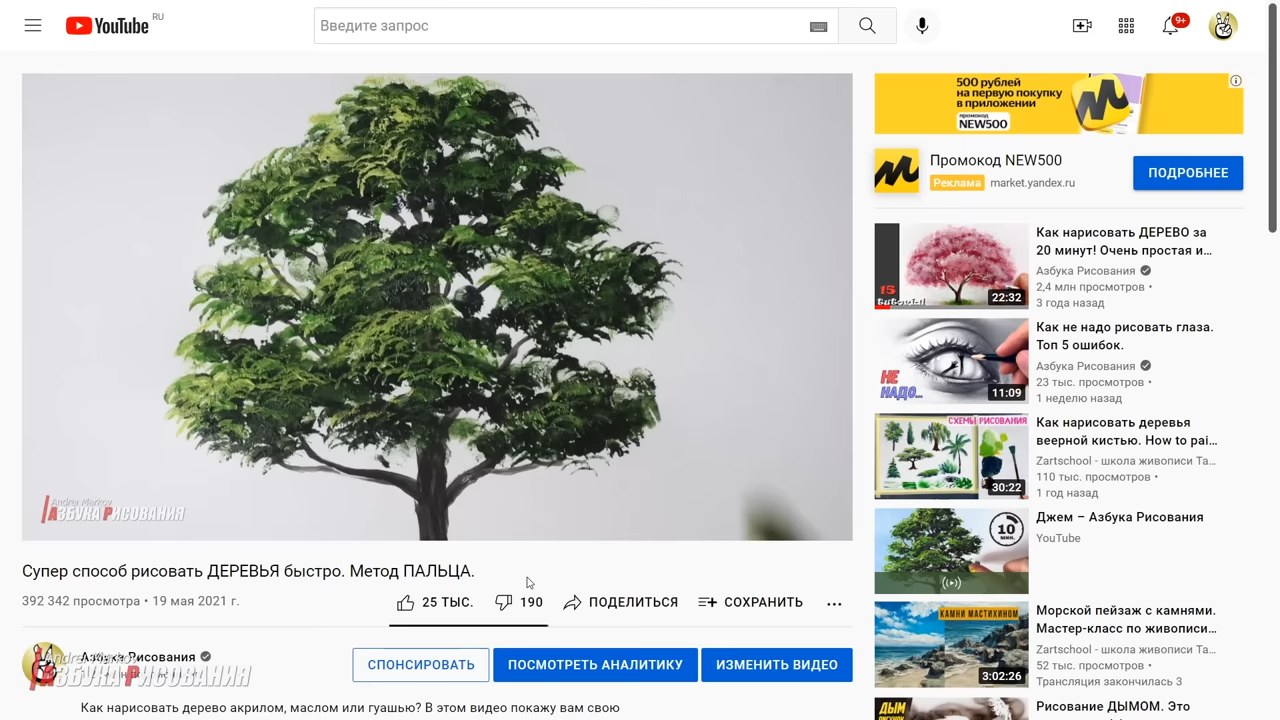 YouTube RU
Введите запрос
9+
500 рублей
на первую покупку
в приложении
промокод
NEW500
Промокод NEW500
Реклама market.yandex.ru
ПОДРОБНЕЕ
Andrea Markov
АЗБУКА РИСОВАНИЯ
Супер способ рисовать ДЕРЕВЬЯ быстро. Метод ПАЛЬЦА.
392 342 просмотра • 19 мая 2021 г.
25 ТЫС.
190
ПОДЕЛИТЬСЯ
СОХРАНИТЬ
Азбука Рисования
АЗБУКА РИСОВАНИЯ
СПОНСИРОВАТЬ
ПОСМОТРЕТЬ АНАЛИТИКУ
ИЗМЕНИТЬ ВИДЕО
Как нарисовать дерево акрилом, маслом или гуашью? В этом видео покажу вам свою
15
tutorial
22:32
Как нарисовать ДЕРЕВО за
20 минут! Очень простая и...
Азбука Рисования
2,4 млн просмотров •
3 года назад
НЕ
НАДО...
11:09
Как не надо рисовать глаза.
Топ 5 ошибок.
Азбука Рисования
23 тыс. просмотров •
1 неделю назад
СХЕМЫ РИСОВАНИЯ
30:22
Как нарисовать деревья
веерной кистью. How to pai...
Zartschool - школа живописи Та...
110 тыс. просмотров •
1 год назад
10
мин.
Джем – Азбука Рисования
YouTube
КАМНИ МАСТИХИНОМ
3:02:26
Морской пейзаж с камнями.
Мастер-класс по живописи...
Zartschool - школа живописи Та...
52 тыс. просмотров •
Трансляция закончилась 3
ДЫМ
Рисование ДЫМОМ. Это